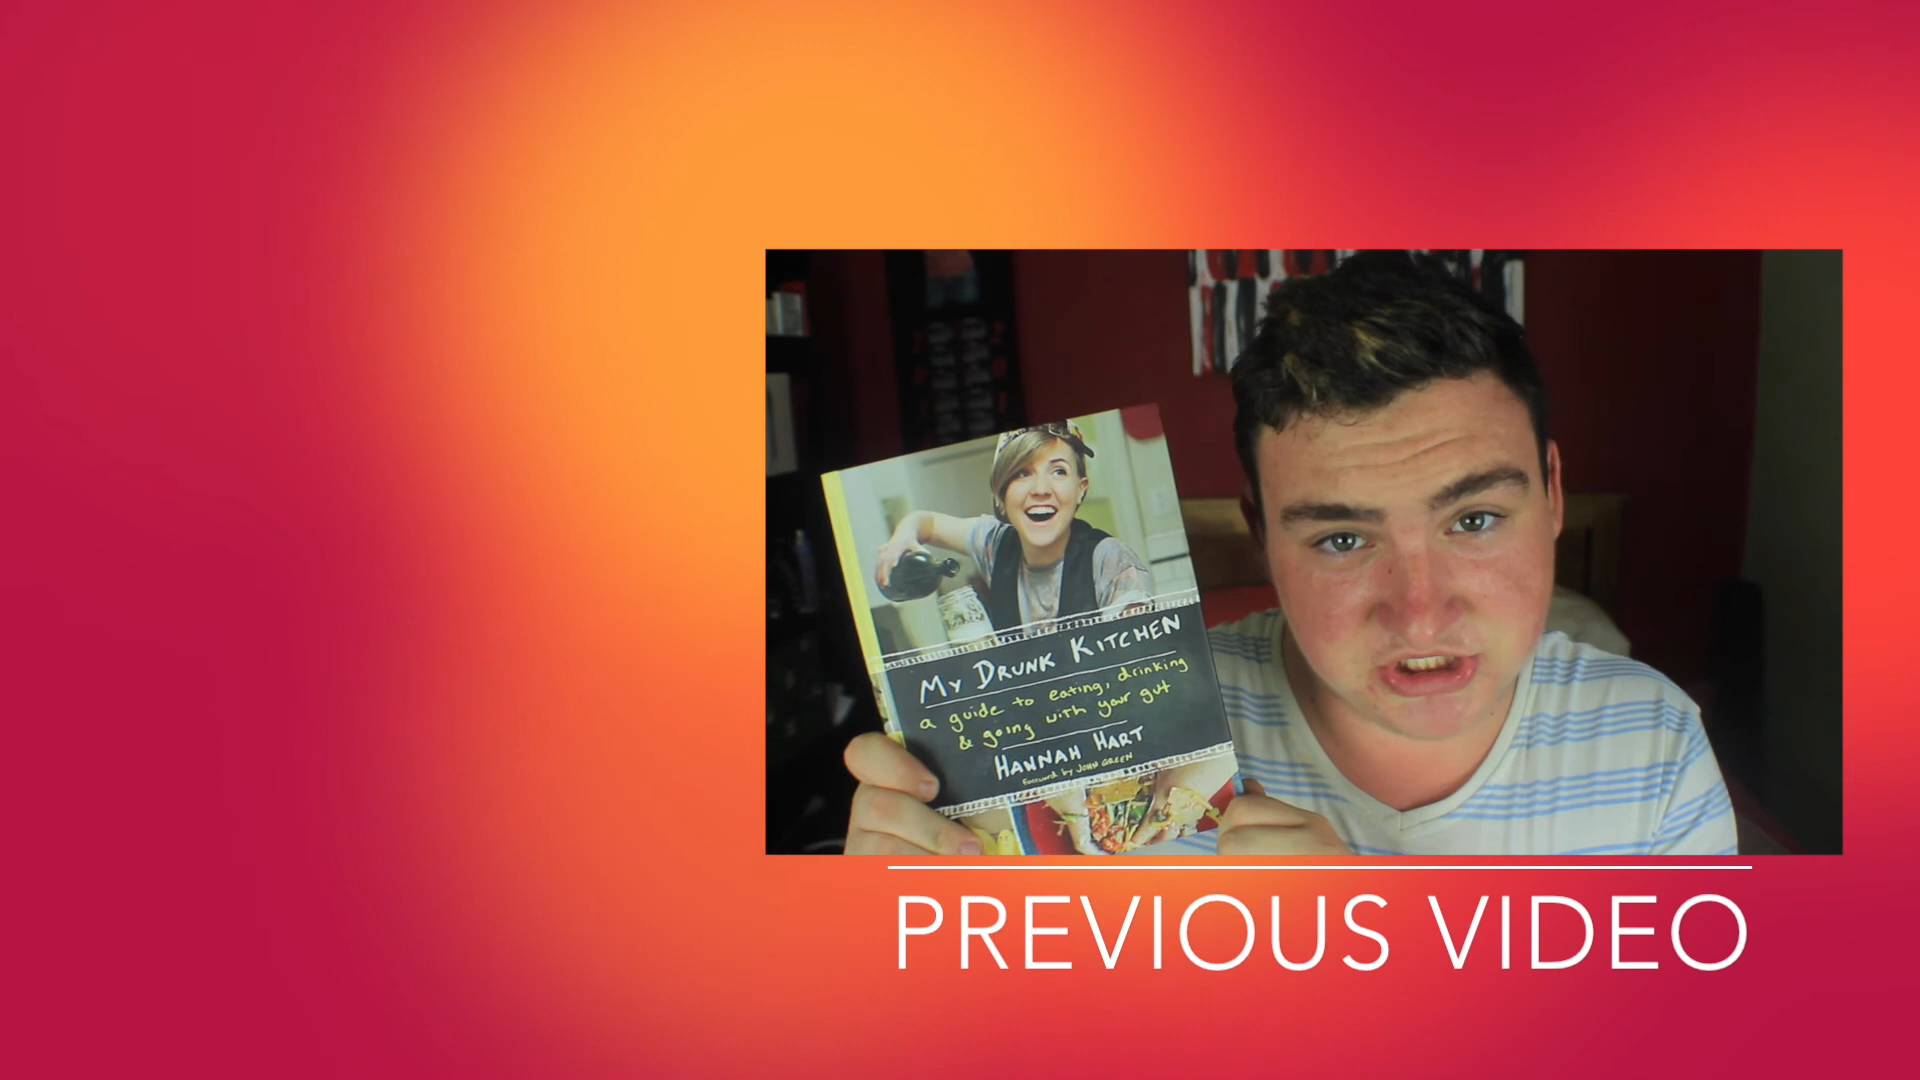 MY DRUNK KITCHEN
a guide to eating, drinking
& going with your gut
HANNAH HART
Foreword by JOHN GREEN
PREVIOUS VIDEO